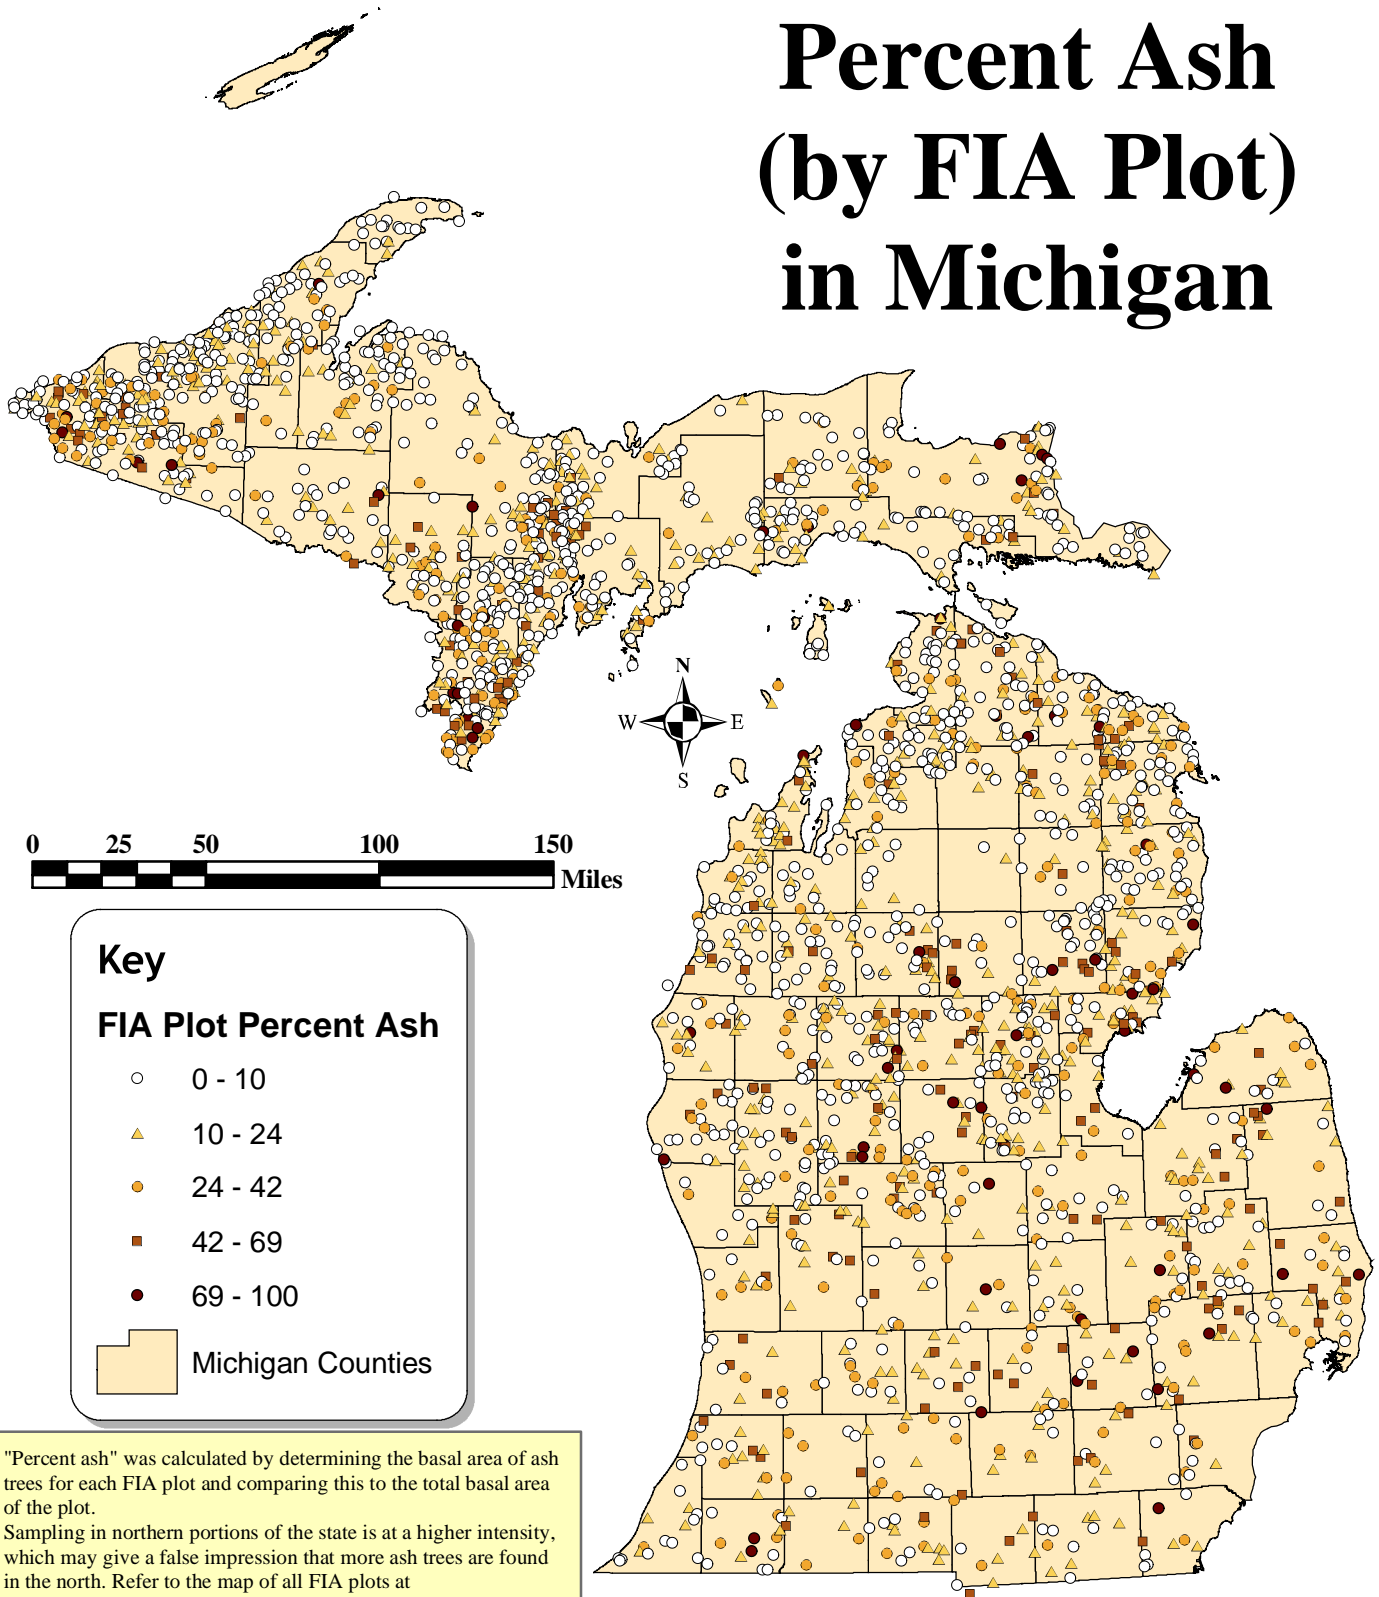 Percent Ash
(by FIA Plot)
in Michigan
N
W E
S
0 25 50 100 150
Miles
Key
FIA Plot Percent Ash
0 - 10
10 - 24
24 - 42
42 - 69
69 - 100
Michigan Counties
"Percent ash" was calculated by determining the basal area of ash
trees for each FIA plot and comparing this to the total basal area
of the plot.
Sampling in northern portions of the state is at a higher intensity,
which may give a false impression that more ash trees are found
in the north. Refer to the map of all FIA plots at